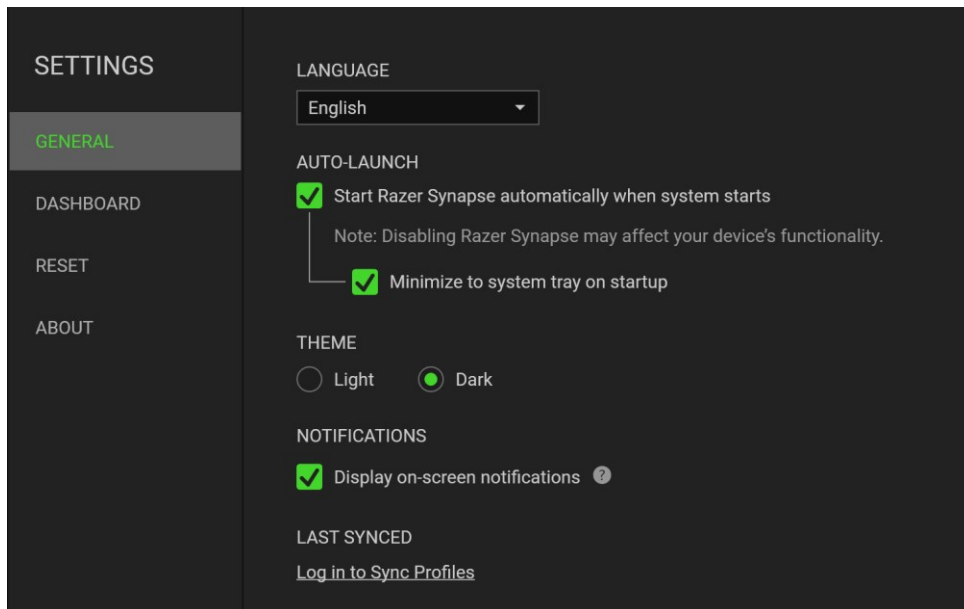 SETTINGS
GENERAL
DASHBOARD
RESET
ABOUT
LANGUAGE
English
AUTO-LAUNCH
Start Razer Synapse automatically when system starts
Note: Disabling Razer Synapse may affect your device’s functionality.
Minimize to system tray on startup
THEME
Light Dark
NOTIFICATIONS
Display on-screen notifications ?
LAST SYNCED
Log in to Sync Profiles